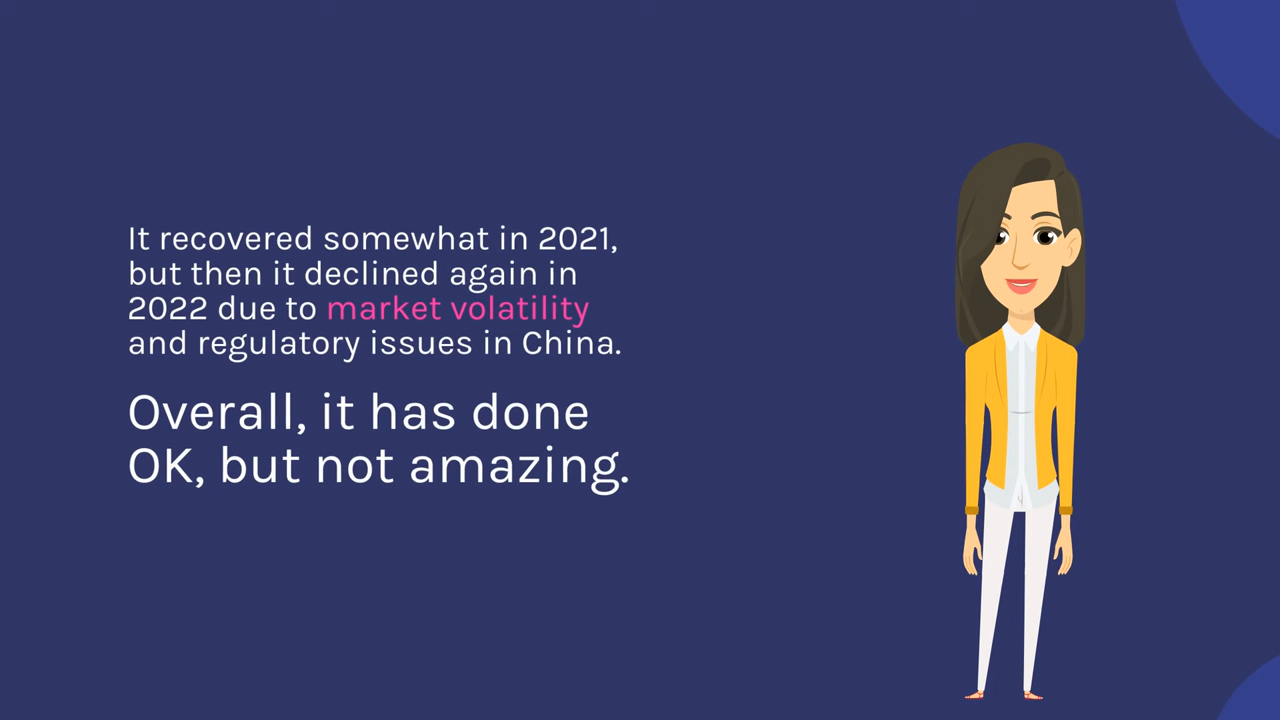 It recovered somewhat in 2021,
but then it declined again in
2022 due to market volatility
and regulatory issues in China.
Overall, it has done
OK, but not amazing.